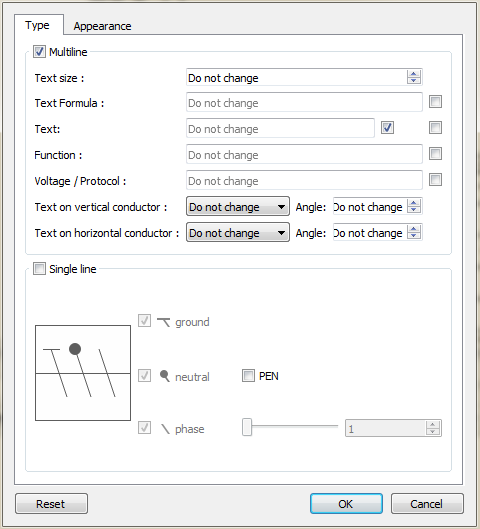 Type Appearance
Multiline
Text size : Do not change
Text Formula : Do not change
Text: Do not change
Function : Do not change
Voltage / Protocol : Do not change
Text on vertical conductor : Do not change Angle: Do not change
Text on horizontal conductor : Do not change Angle: Do not change
Single line
ground
neutral PEN
phase 1
Reset OK Cancel